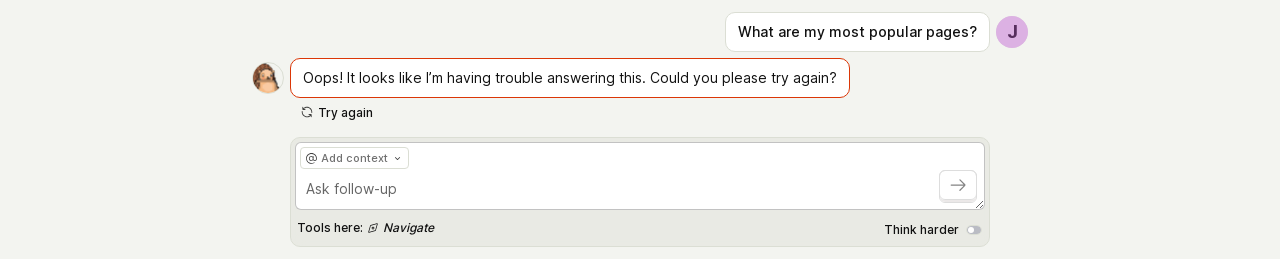 What are my most popular pages?
J
Oops! It looks like I’m having trouble answering this. Could you please try again?
Try again
@ Add context
Ask follow-up
Tools here: Navigate
Think harder